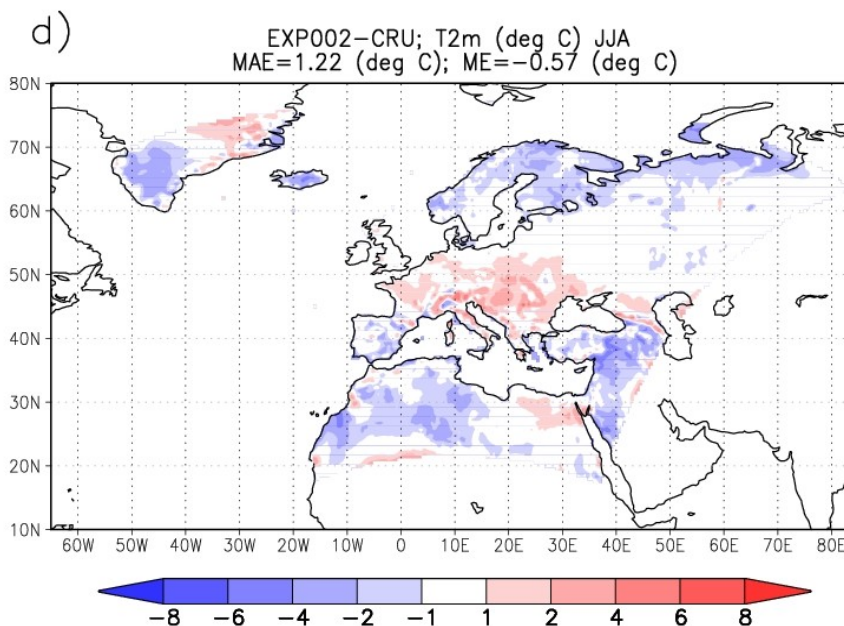 d)
EXP002-CRU; T2m (deg C) JJA
MAE=1.22 (deg C); ME=-0.57 (deg C)
80N
70N
60N
50N
40N
30N
20N
10N
60W 50W 40W 30W 20W 10W 0 10E 20E 30E 40E 50E 60E 70E 80E
-8 -6 -4 -2 -1 1 2 4 6 8